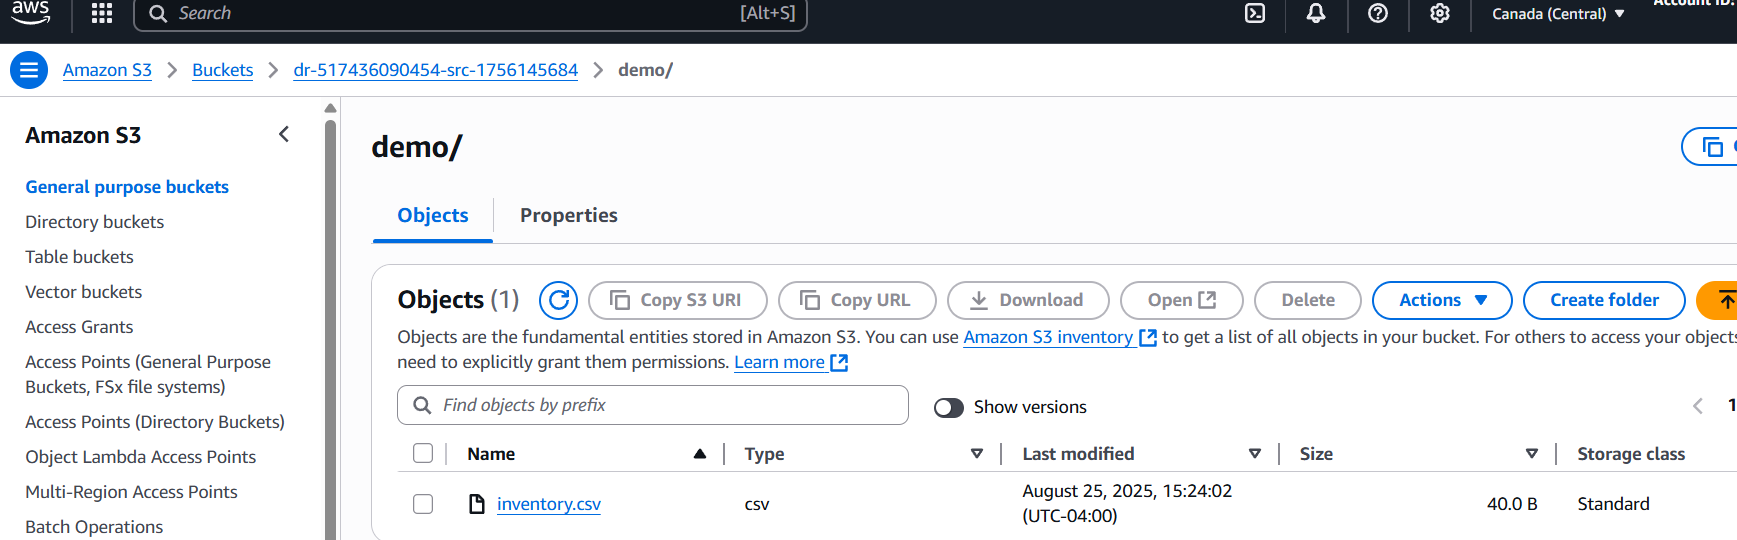 aws
Search [Alt+S] Canada (Central) Account ID:
Amazon S3 Buckets dr-517436090454-src-1756145684 demo/
Amazon S3
General purpose buckets
Directory buckets
Table buckets
Vector buckets
Access Grants
Access Points (General Purpose
Buckets, FSx file systems)
Access Points (Directory Buckets)
Object Lambda Access Points
Multi-Region Access Points
Batch Operations
demo/
Objects Properties
Objects (1) Copy S3 URI Copy URL Download Open Delete Actions Create folder
Objects are the fundamental entities stored in Amazon S3. You can use Amazon S3 inventory to get a list of all objects in your bucket. For others to access your objects
need to explicitly grant them permissions. Learn more
Find objects by prefix Show versions 1
Name Type Last modified Size Storage class
inventory.csv csv August 25, 2025, 15:24:02 40.0 B Standard
(UTC-04:00)